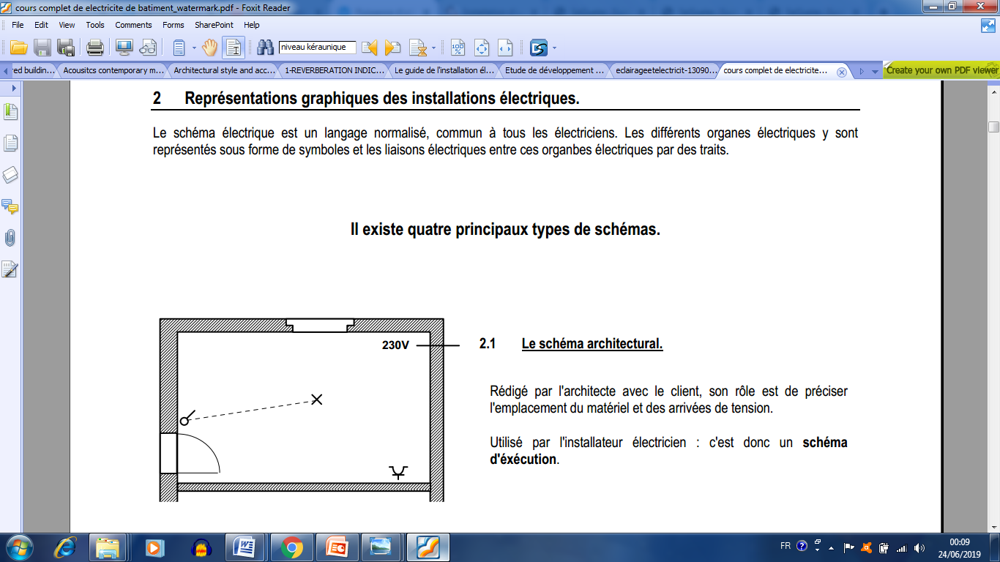 cours complet de electricite de batiment_watermark.pdf - Foxit Reader
File Edit View Tools Comments Forms SharePoint Help
niveau kéraunique
red buildin... Acousitcs contemporary m... Architectural style and acc... 1-REVERBERATION INDIC... Le guide de l'installation él... Etude de développement ... eclairageetelectricit-13090... cours complet de electricite... Create your own PDF viewer
2 Représentations graphiques des installations électriques.
Le schéma électrique est un langage normalisé, commun à tous les électriciens. Les différents organes électriques y sont
représentés sous forme de symboles et les liaisons électriques entre ces organbes électriques par des traits.
Il existe quatre principaux types de schémas.
230V
2.1 Le schéma architectural.
Rédigé par l'architecte avec le client, son rôle est de préciser
l'emplacement du matériel et des arrivées de tension.
Utilisé par l'installateur électricien : c'est donc un schéma
d'éxécution.
FR
00:09
24/06/2019